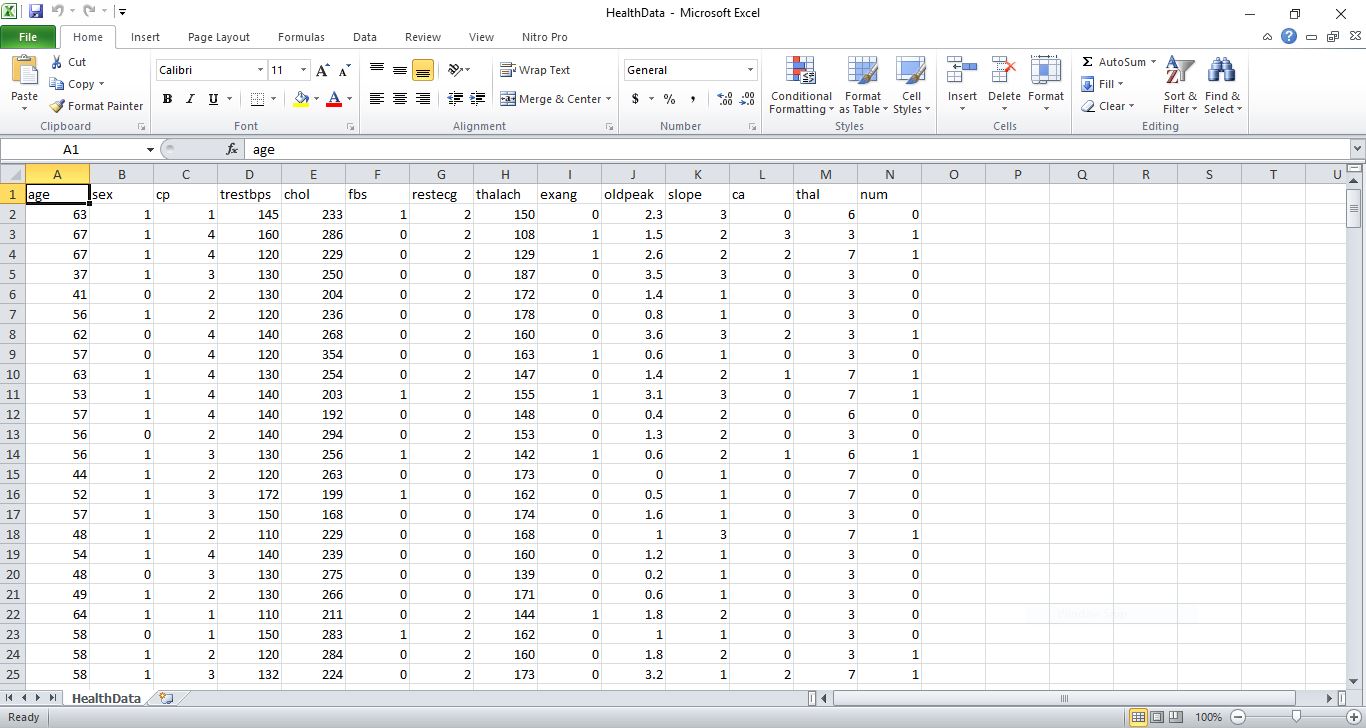 HealthData - Microsoft Excel
File Home Insert Page Layout Formulas Data Review View Nitro Pro
Paste
Cut
Copy
Format Painter
Clipboard
Calibri 11 A A
B I U A
Font
Wrap Text
Merge & Center
Alignment
General
$ % , .00 .0
Number
Conditional Formatting
Format as Table
Cell Styles
Styles
Insert Delete Format
Cells
Σ AutoSum
Fill
Clear
Sort & Filter
Find & Select
Editing
A1 fx age
A B C D E F G H I J K L M N O P Q R S T U
1 age sex cp trestbps chol fbs restecg thalach exang oldpeak slope ca thal num
2 63 1 1 145 233 1 2 150 0 2.3 3 0 6 0
3 67 1 4 160 286 0 2 108 1 1.5 2 3 3 1
4 67 1 4 120 229 0 2 129 1 2.6 2 2 7 1
5 37 1 3 130 250 0 0 187 0 3.5 3 0 3 0
6 41 0 2 130 204 0 2 172 0 1.4 1 0 3 0
7 56 1 2 120 236 0 0 178 0 0.8 1 0 3 0
8 62 0 4 140 268 0 2 160 0 3.6 3 2 3 1
9 57 0 4 120 354 0 0 163 1 0.6 1 0 3 0
10 63 1 4 130 254 0 2 147 0 1.4 2 1 7 1
11 53 1 4 140 203 1 2 155 1 3.1 3 0 7 1
12 57 1 4 140 192 0 0 148 0 0.4 2 0 6 0
13 56 0 2 140 294 0 2 153 0 1.3 2 0 3 0
14 56 1 3 130 256 1 2 142 1 0.6 2 1 6 1
15 44 1 2 120 263 0 0 173 0 0 1 0 7 0
16 52 1 3 172 199 1 0 162 0 0.5 1 0 7 0
17 57 1 3 150 168 0 0 174 0 1.6 1 0 3 0
18 48 1 2 110 229 0 0 168 0 1 3 0 7 1
19 54 1 4 140 239 0 0 160 0 1.2 1 0 3 0
20 48 0 3 130 275 0 0 139 0 0.2 1 0 3 0
21 49 1 2 130 266 0 0 171 0 0.6 1 0 3 0
22 64 1 1 110 211 0 2 144 1 1.8 2 0 3 0
23 58 0 1 150 283 1 2 162 0 1 1 0 3 0
24 58 1 2 120 284 0 2 160 0 1.8 2 0 3 1
25 58 1 3 132 224 0 2 173 0 3.2 1 2 7 1
HealthData
Ready 100%